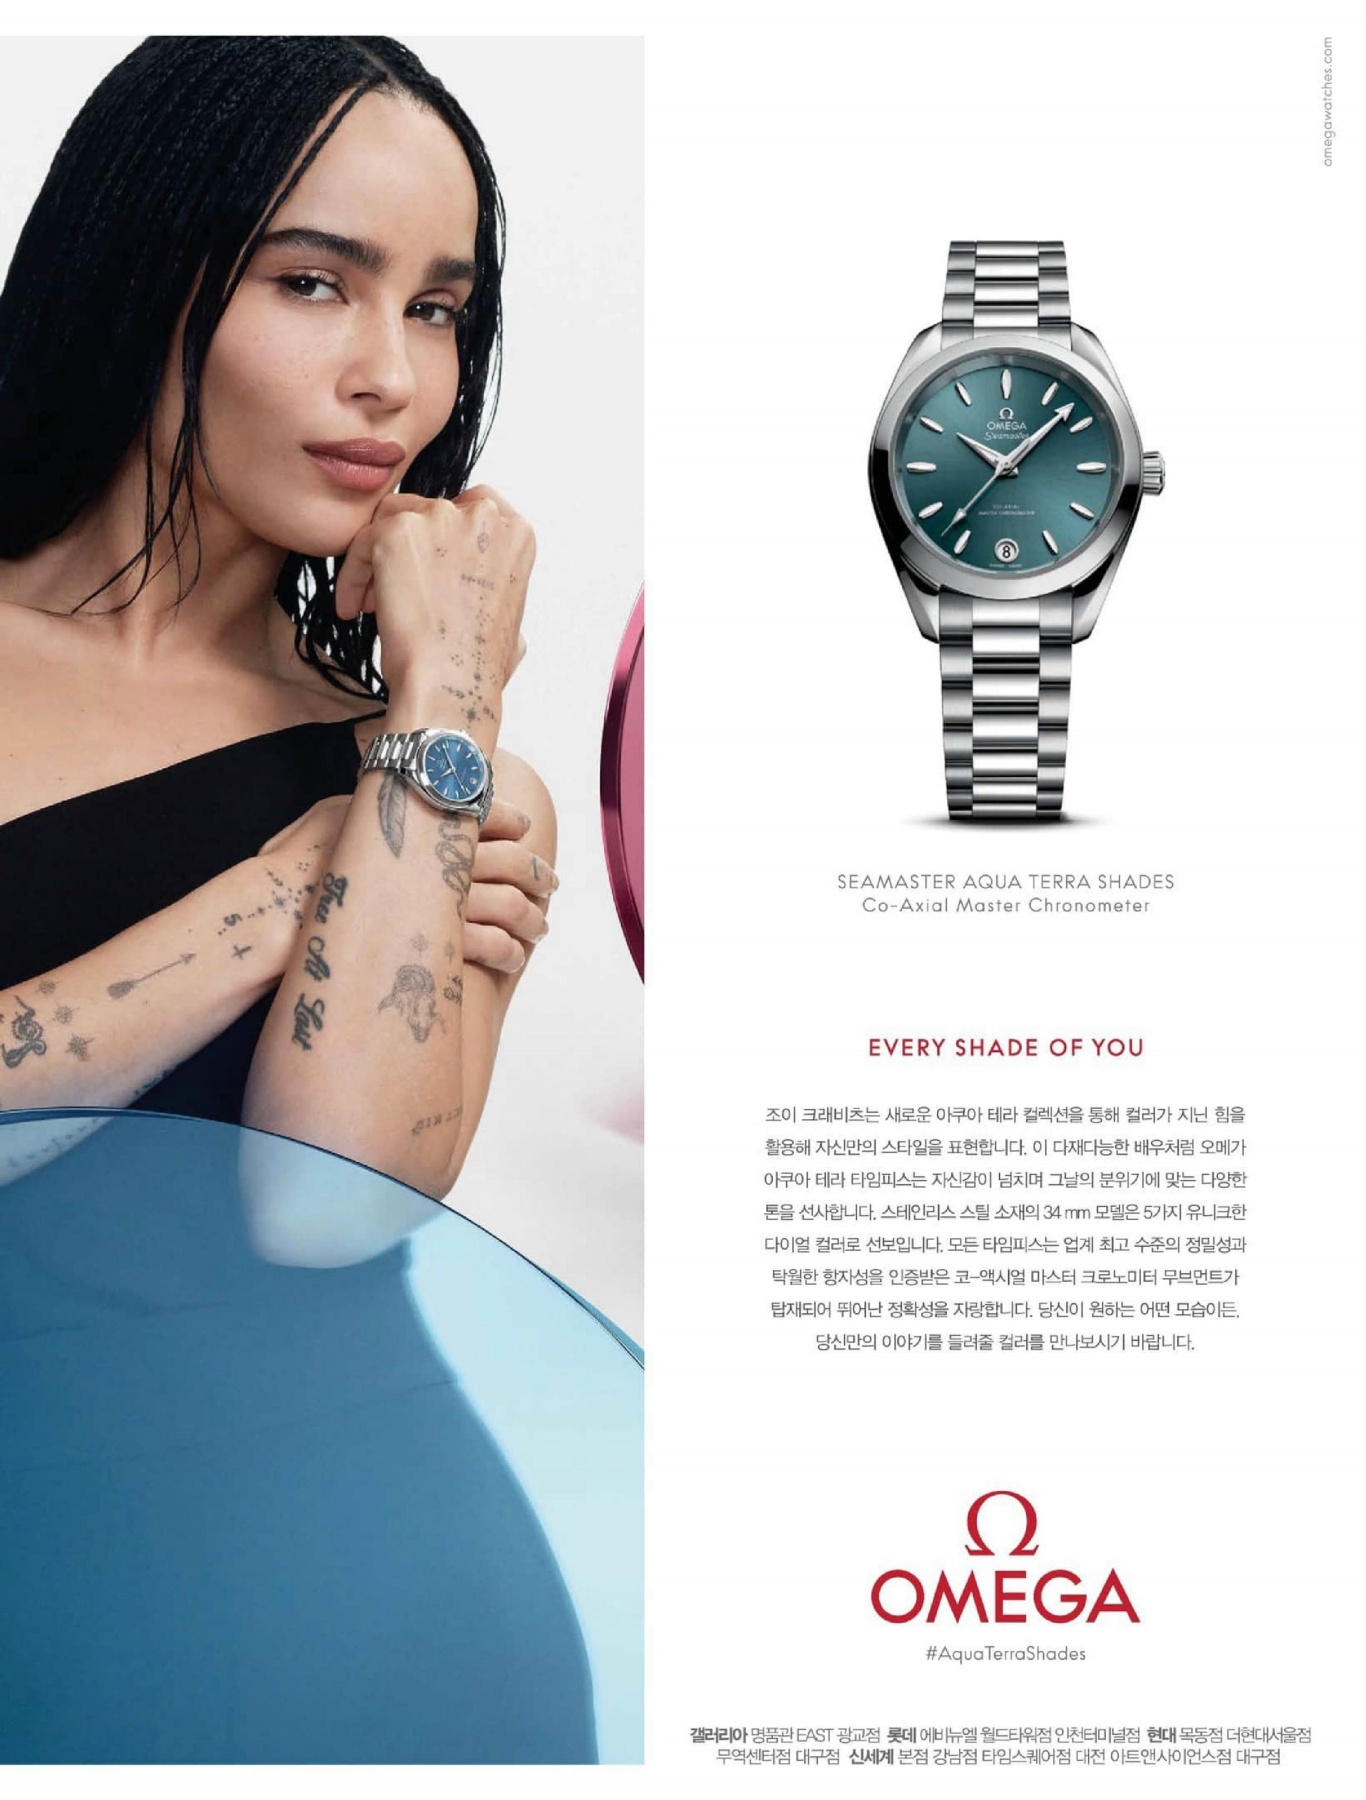 omegawatches.com
Ω
OMEGA
Seamaster
CO-AXIAL
MASTER CHRONOMETER
8
Free At Last
SEAMASTER AQUA TERRA SHADES
Co-Axial Master Chronometer
EVERY SHADE OF YOU
조이 크래비츠는 새로운 아쿠아 테라 컬렉션을 통해 컬러가 지닌 힘을
활용해 자신만의 스타일을 표현합니다. 이 다재다능한 배우처럼 오메가
아쿠아 테라 타임피스는 자신감이 넘치며 그날의 분위기에 맞는 다양한
톤을 선사합니다. 스테인리스 스틸 소재의 34 mm 모델은 5가지 유니크한
다이얼 컬러로 선보입니다. 모든 타임피스는 업계 최고 수준의 정밀성과
탁월한 항자성을 인증받은 코-액시얼 마스터 크로노미터 무브먼트가
탑재되어 뛰어난 정확성을 자랑합니다. 당신이 원하는 어떤 모습이든,
당신만의 이야기를 들려줄 컬러를 만나보시기 바랍니다.
Ω
OMEGA
#AquaTerraShades
갤러리아 명품관 EAST 광교점 롯데 에비뉴엘 월드타워점 인천터미널점 현대 목동점 더현대서울점
무역센터점 대구점 신세계 본점 강남점 타임스퀘어점 대전 아트앤사이언스점 대구점